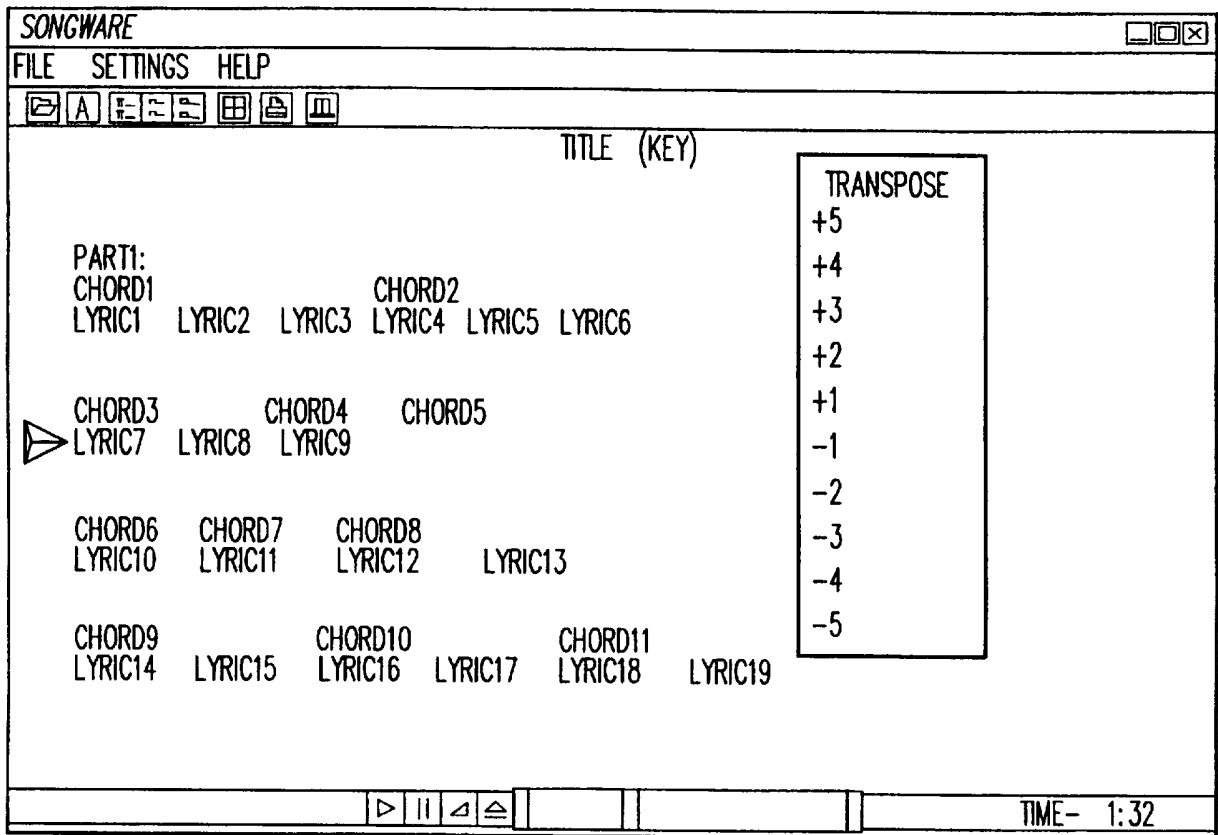 SONGWARE
FILE SETTINGS HELP
A
TITLE (KEY)
PART1:
CHORD1 CHORD2
LYRIC1 LYRIC2 LYRIC3 LYRIC4 LYRIC5 LYRIC6
CHORD3 CHORD4 CHORD5
LYRIC7 LYRIC8 LYRIC9
CHORD6 CHORD7 CHORD8
LYRIC10 LYRIC11 LYRIC12 LYRIC13
CHORD9 CHORD10 CHORD11
LYRIC14 LYRIC15 LYRIC16 LYRIC17 LYRIC18 LYRIC19
TRANSPOSE
+5
+4
+3
+2
+1
-1
-2
-3
-4
-5
TIME- 1:32